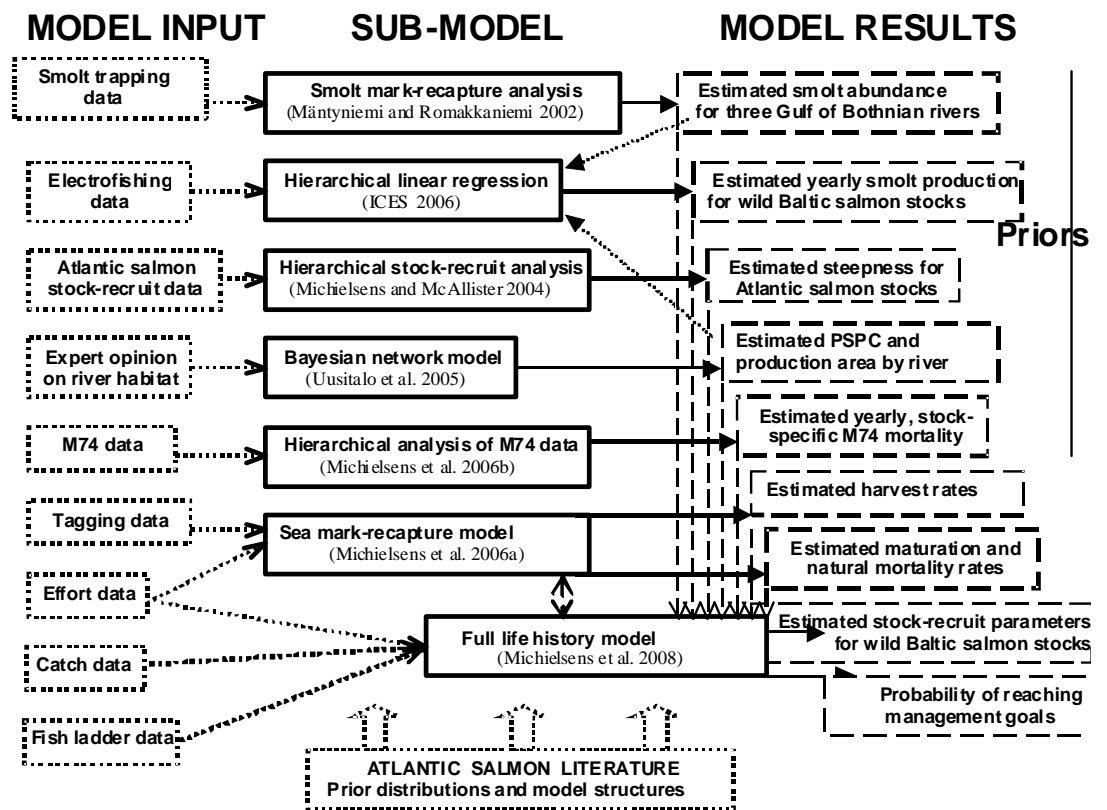 MODEL INPUT
SUB-MODEL
MODEL RESULTS
Smolt trapping
data
Smolt mark-recapture analysis
(Mäntyniemi and Romakkaniemi 2002)
Estimated smolt abundance
for three Gulf of Bothnian rivers
Electrofishing
data
Hierarchical linear regression
(ICES 2006)
Estimated yearly smolt production
for wild Baltic salmon stocks
Priors
Atlantic salmon
stock-recruit data
Hierarchical stock-recruit analysis
(Michielsens and McAllister 2004)
Estimated steepness for
Atlantic salmon stocks
Expert opinion
on river habitat
Bayesian network model
(Uusitalo et al. 2005)
Estimated PSPC and
production area by river
M74 data
Hierarchical analysis of M74 data
(Michielsens et al. 2006b)
Estimated yearly, stock-
specific M74 mortality
Tagging data
Sea mark-recapture model
(Michielsens et al. 2006a)
Estimated harvest rates
Estimated maturation and
natural mortality rates
Effort data
Full life history model
(Michielsens et al. 2008)
Estimated stock-recruit parameters
for wild Baltic salmon stocks
Catch data
Probability of reaching
management goals
Fish ladder data
ATLANTIC SALMON LITERATURE
Prior distributions and model structures